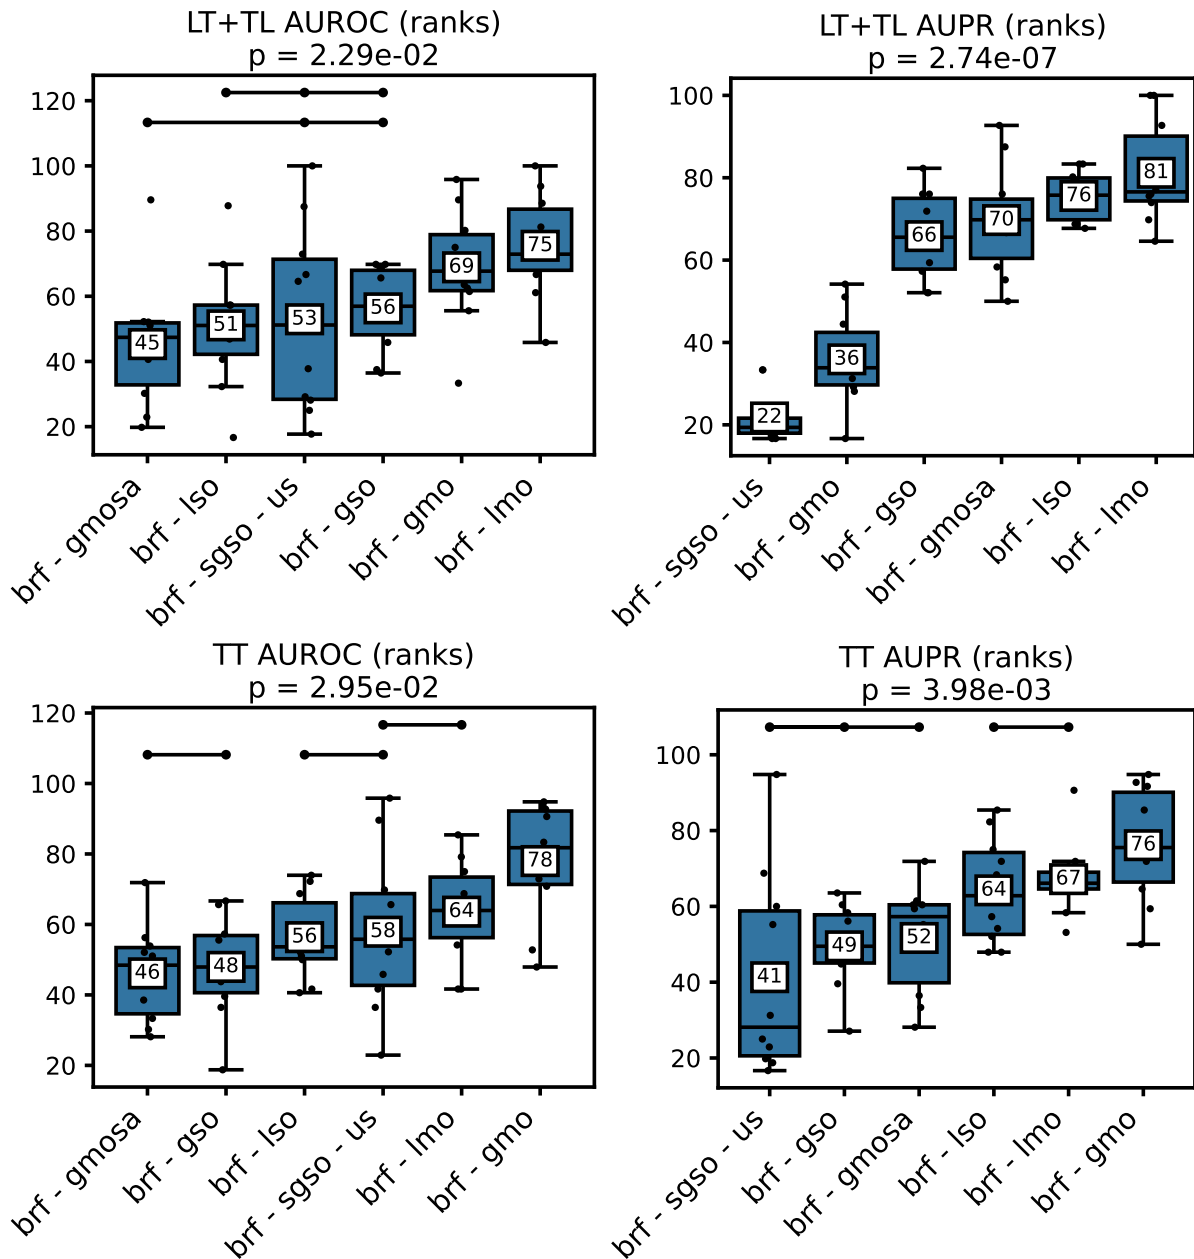 LT+TL AUROC (ranks)
p = 2.29e-02
120
100
80
60
40
20
45
51
53
56
69
75
brf - gmosa
brf - lso
brf - sgso - us
brf - gso
brf - gmo
brf - lmo
LT+TL AUPR (ranks)
p = 2.74e-07
100
80
60
40
20
22
36
66
70
76
81
brf - sgso - us
brf - gmo
brf - gso
brf - gmosa
brf - lso
brf - lmo
TT AUROC (ranks)
p = 2.95e-02
120
100
80
60
40
20
46
48
56
58
64
78
brf - gmosa
brf - gso
brf - lso
brf - sgso - us
brf - lmo
brf - gmo
TT AUPR (ranks)
p = 3.98e-03
100
80
60
40
20
41
49
52
64
67
76
brf - sgso - us
brf - gso
brf - gmosa
brf - lso
brf - lmo
brf - gmo